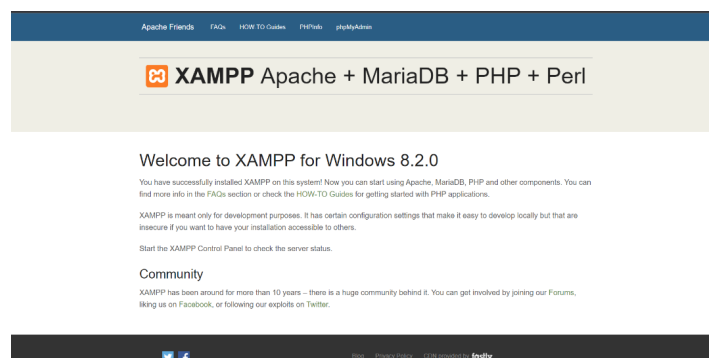 Apache Friends FAQs HOW-TO Guides PHPInfo phpMyAdmin
XAMPP Apache + MariaDB + PHP + Perl
Welcome to XAMPP for Windows 8.2.0
You have successfully installed XAMPP on this system! Now you can start using Apache, MariaDB, PHP and other components. You can
find more info in the FAQs section or check the HOW-TO Guides for getting started with PHP applications.
XAMPP is meant only for development purposes. It has certain configuration settings that make it easy to develop locally but that are
insecure if you want to have your installation accessible to others.
Start the XAMPP Control Panel to check the server status.
Community
XAMPP has been around for more than 10 years – there is a huge community behind it. You can get involved by joining our Forums,
liking us on Facebook, or following our exploits on Twitter.
Blog Privacy Policy CDN provided by fastly